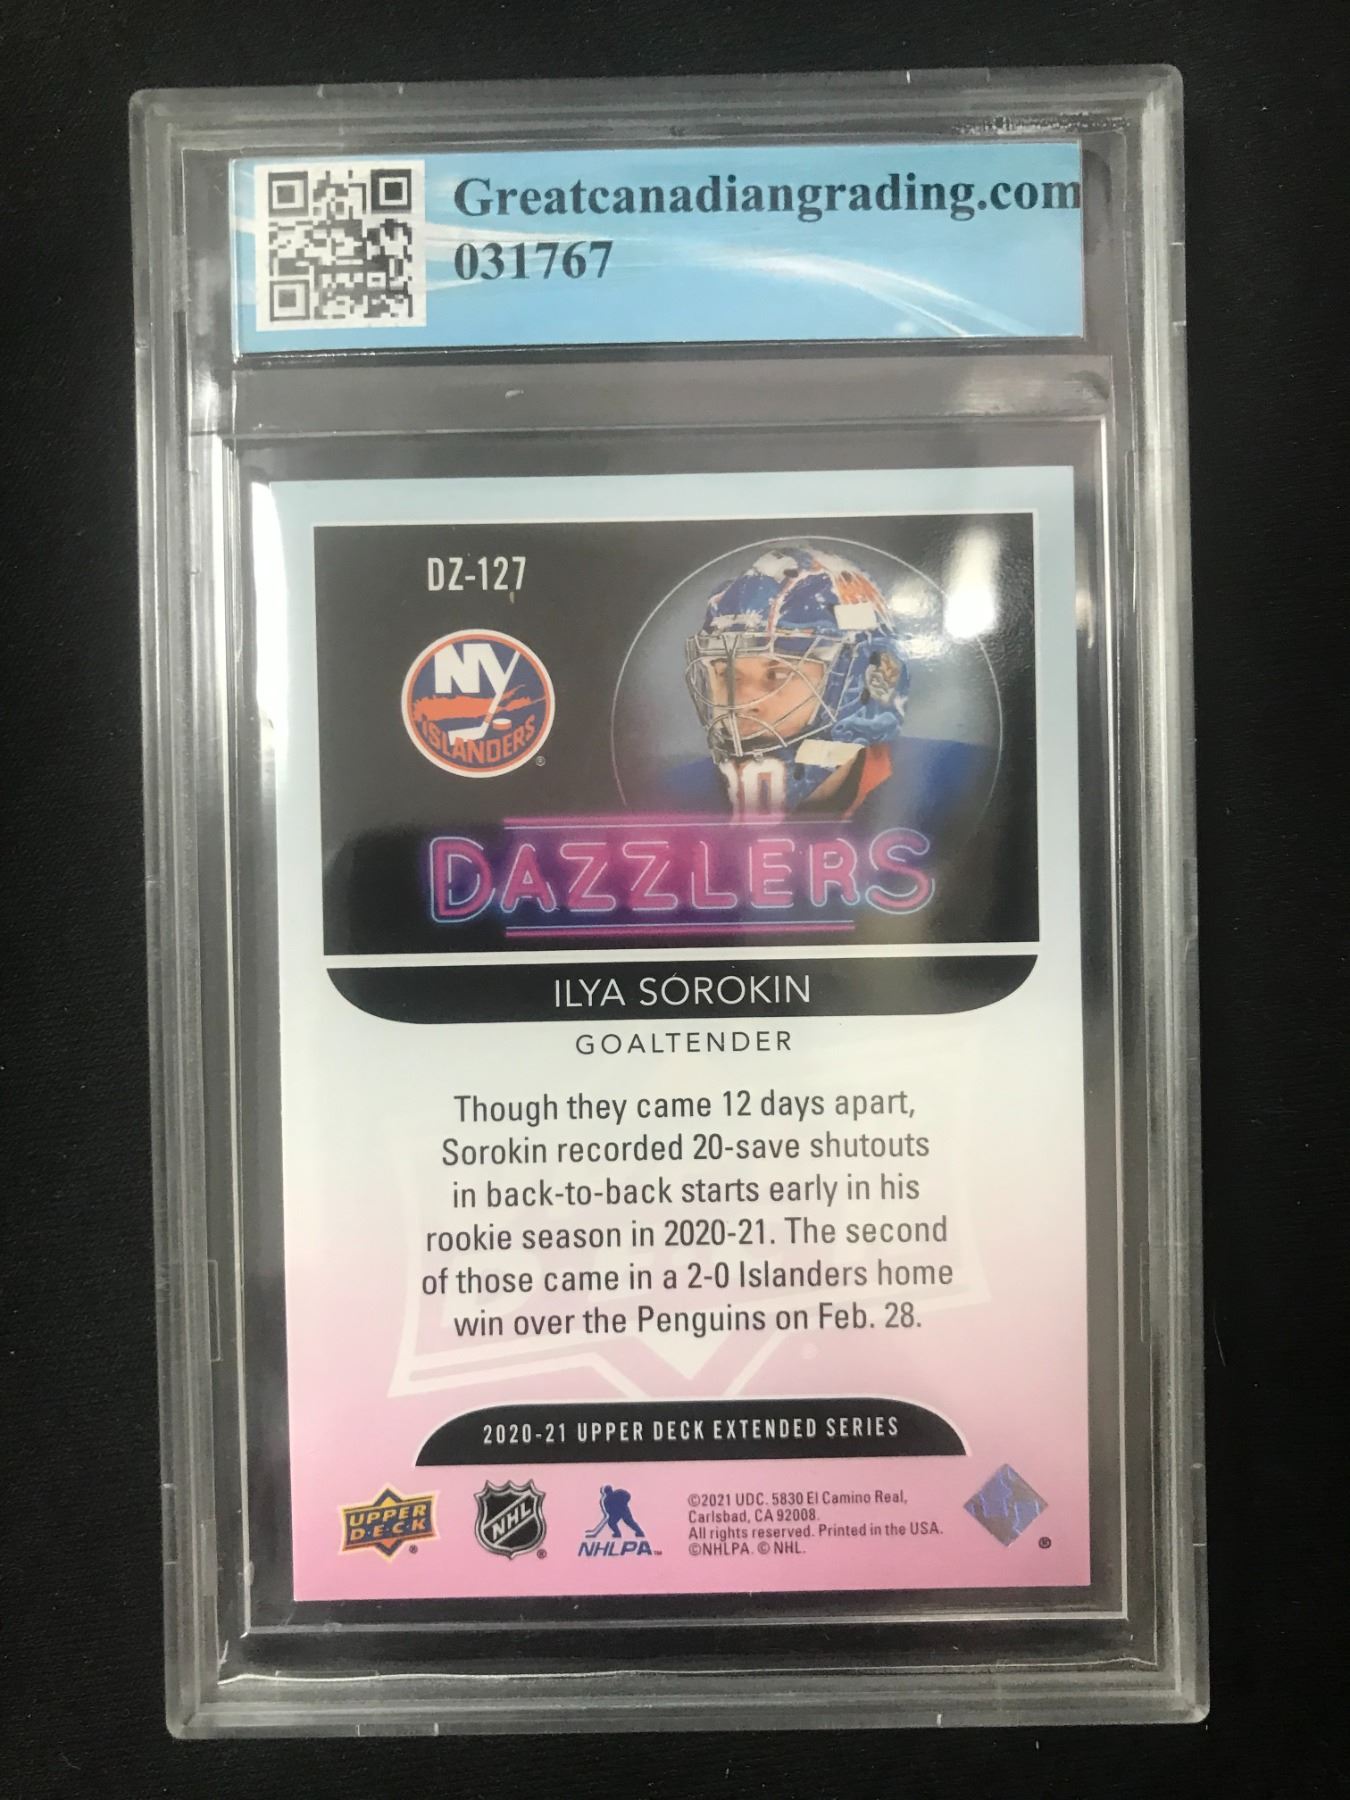 Greatcanadiangrading.com
031767
DZ-127
NY
ISLANDERS
®
DAZZLERS
ILYA SOROKIN
GOALTENDER
Though they came 12 days apart,
Sorokin recorded 20-save shutouts
in back-to-back starts early in his
rookie season in 2020-21. The second
of those came in a 2-0 Islanders home
win over the Penguins on Feb. 28.
2020-21 UPPER DECK EXTENDED SERIES
UPPER
D·E·C·K
®
NHL
®
NHLPA™
©2021 UDC. 5830 El Camino Real,
Carlsbad, CA 92008.
All rights reserved. Printed in the USA.
©NHLPA. © NHL.
®